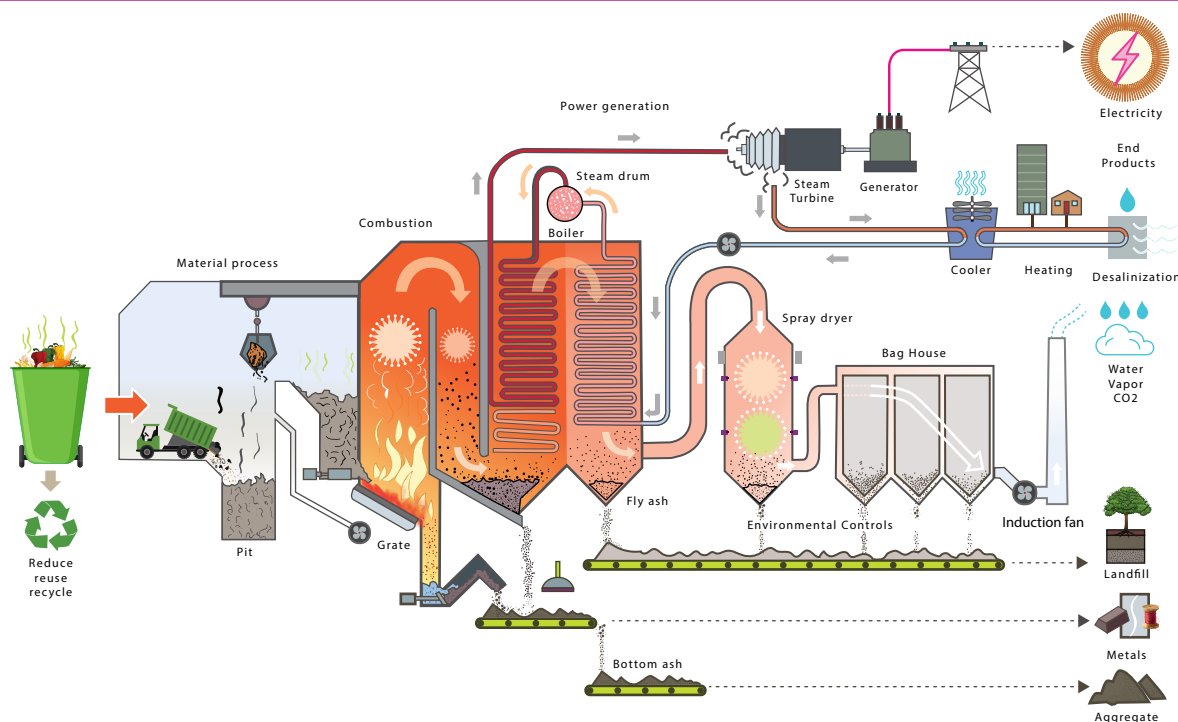 Power generation
Electricity
End
Products
Steam drum
Steam
Turbine
Generator
Combustion
Boiler
Material process
Cooler
Heating
Desalinization
Spray dryer
Bag House
Water
Vapor
CO2
Fly ash
Environmental Controls
Induction fan
Pit
Grate
Reduce
reuse
recycle
Landfill
Metals
Bottom ash
Aggregate